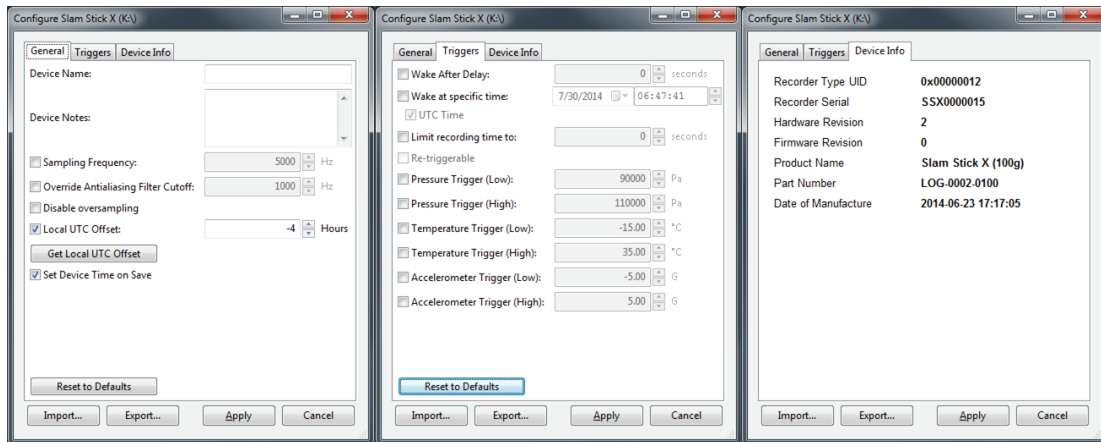 Configure Slam Stick X (K:\)
General Triggers Device Info
Device Name:
Device Notes:
Sampling Frequency: 5000 Hz
Override Antialiasing Filter Cutoff: 1000 Hz
Disable oversampling
Local UTC Offset: -4 Hours
Get Local UTC Offset
Set Device Time on Save
Reset to Defaults
Import... Export... Apply Cancel
Configure Slam Stick X (K:\)
General Triggers Device Info
Wake After Delay: 0 seconds
Wake at specific time: 7/30/2014 06:47:41
UTC Time
Limit recording time to: 0 seconds
Re-triggerable
Pressure Trigger (Low): 90000 Pa
Pressure Trigger (High): 110000 Pa
Temperature Trigger (Low): -15.00 °C
Temperature Trigger (High): 35.00 °C
Accelerometer Trigger (Low): -5.00 G
Accelerometer Trigger (High): 5.00 G
Reset to Defaults
Import... Export... Apply Cancel
Configure Slam Stick X (K:\)
General Triggers Device Info
Recorder Type UID 0x00000012
Recorder Serial SSX0000015
Hardware Revision 2
Firmware Revision 0
Product Name Slam Stick X (100g)
Part Number LOG-0002-0100
Date of Manufacture 2014-06-23 17:17:05
Import... Export... Apply Cancel